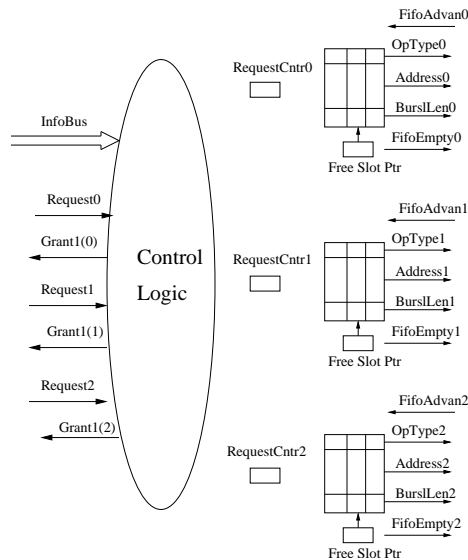 FifoAdvan0
OpType0
RequestCntr0
Address0
BurslLen0
InfoBus
FifoEmpty0
Free Slot Ptr
Request0
FifoAdvan1
Grant1(0)
OpType1
Control
Logic
RequestCntr1
Address1
Request1
BurslLen1
Grant1(1)
FifoEmpty1
Free Slot Ptr
Request2
FifoAdvan2
Grant1(2)
OpType2
RequestCntr2
Address2
BurslLen2
FifoEmpty2
Free Slot Ptr